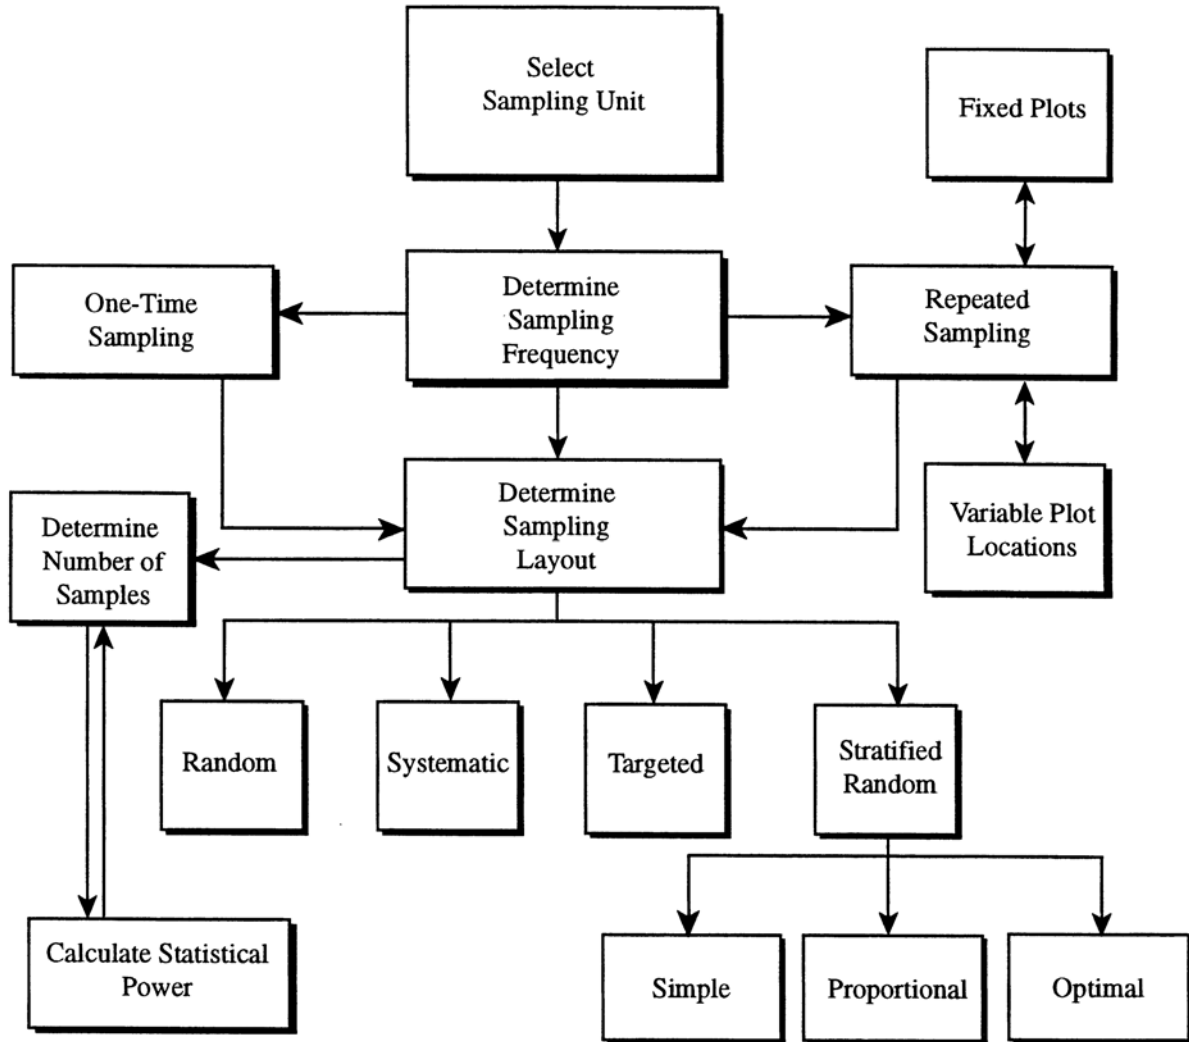 Select
Sampling Unit
Fixed Plots
One-Time
Sampling
Determine
Sampling
Frequency
Repeated
Sampling
Determine
Number of
Samples
Determine
Sampling
Layout
Variable Plot
Locations
Random
Systematic
Targeted
Stratified
Random
Calculate Statistical
Power
Simple
Proportional
Optimal